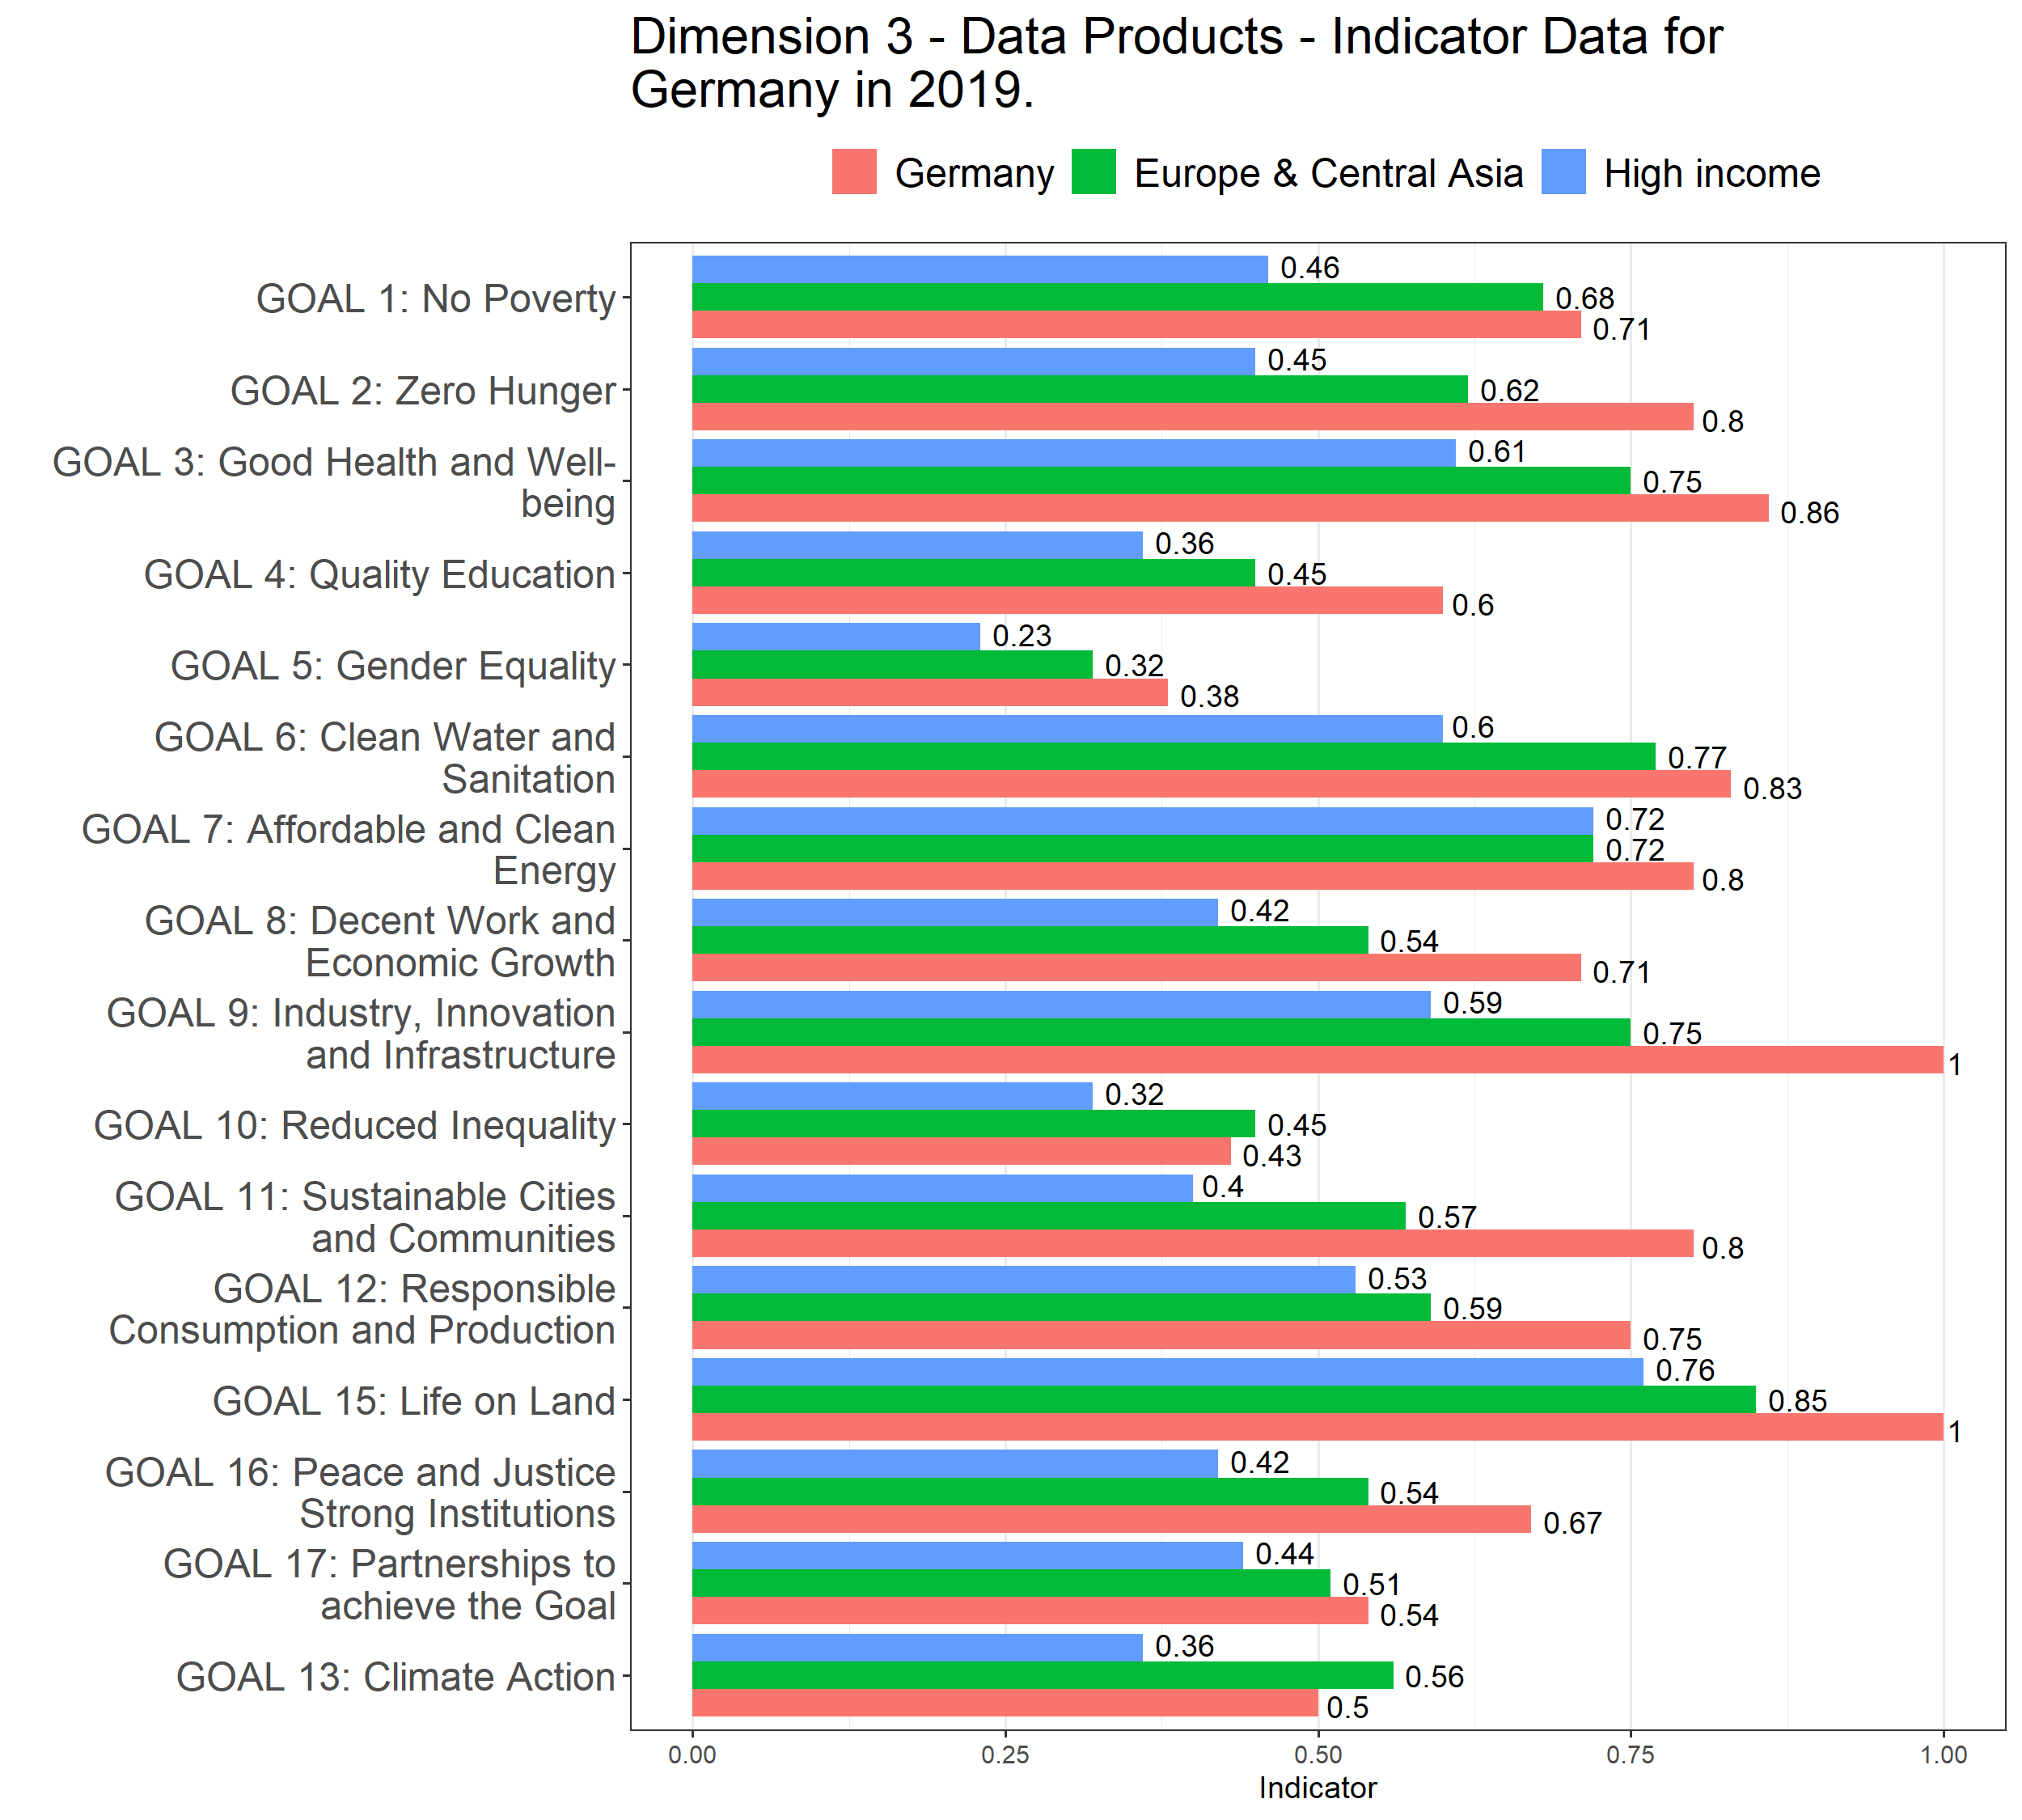 Dimension 3 - Data Products - Indicator Data for
Germany in 2019.
Germany Europe & Central Asia High income
GOAL 1: No Poverty
0.46
0.68
0.71
GOAL 2: Zero Hunger
0.45
0.62
0.8
GOAL 3: Good Health and Well-
being
0.61
0.75
0.86
GOAL 4: Quality Education
0.36
0.45
0.6
GOAL 5: Gender Equality
0.23
0.32
0.38
GOAL 6: Clean Water and
Sanitation
0.6
0.77
0.83
GOAL 7: Affordable and Clean
Energy
0.72
0.72
0.8
GOAL 8: Decent Work and
Economic Growth
0.42
0.54
0.71
GOAL 9: Industry, Innovation
and Infrastructure
0.59
0.75
1
GOAL 10: Reduced Inequality
0.32
0.45
0.43
GOAL 11: Sustainable Cities
and Communities
0.4
0.57
0.8
GOAL 12: Responsible
Consumption and Production
0.53
0.59
0.75
GOAL 15: Life on Land
0.76
0.85
1
GOAL 16: Peace and Justice
Strong Institutions
0.42
0.54
0.67
GOAL 17: Partnerships to
achieve the Goal
0.44
0.51
0.54
GOAL 13: Climate Action
0.36
0.56
0.5
0.00 0.25 0.50 0.75 1.00
Indicator